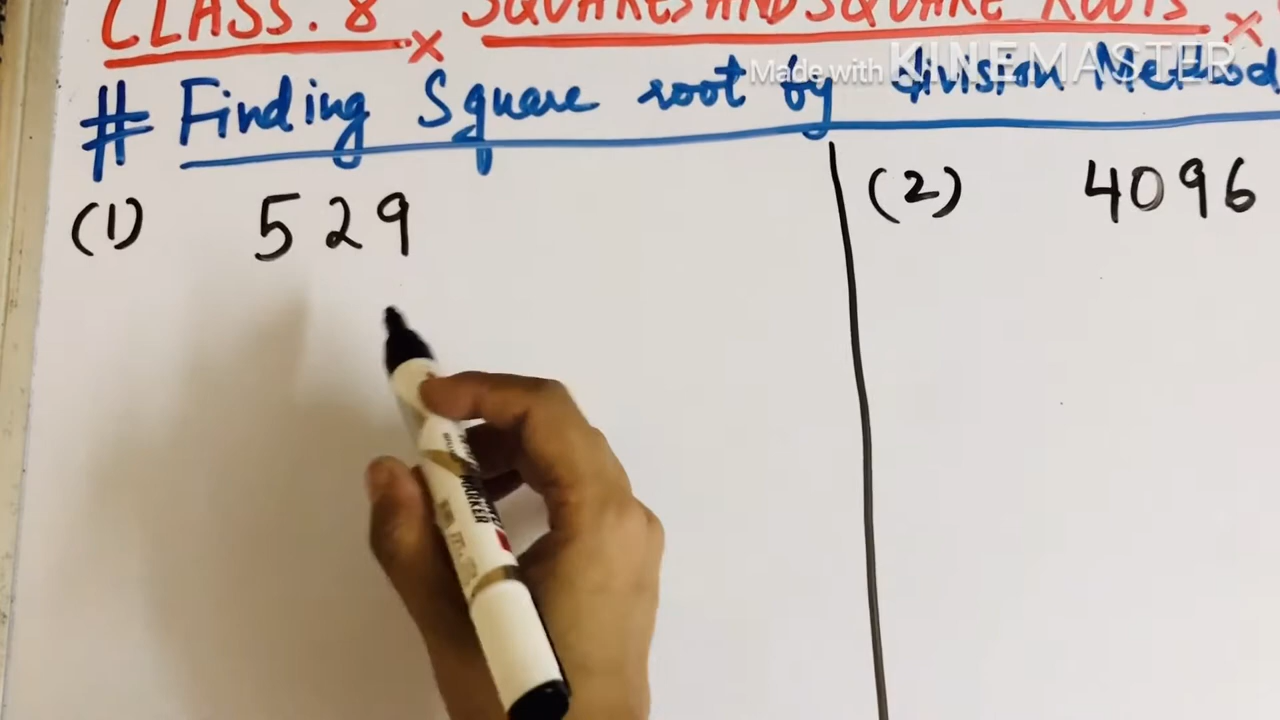 CLASS. 8 SQUARES AND SQUARE ROOTS
Made with KINEMASTER
# Finding Square root by division Method
(1) 529
(2) 4096
MARKER